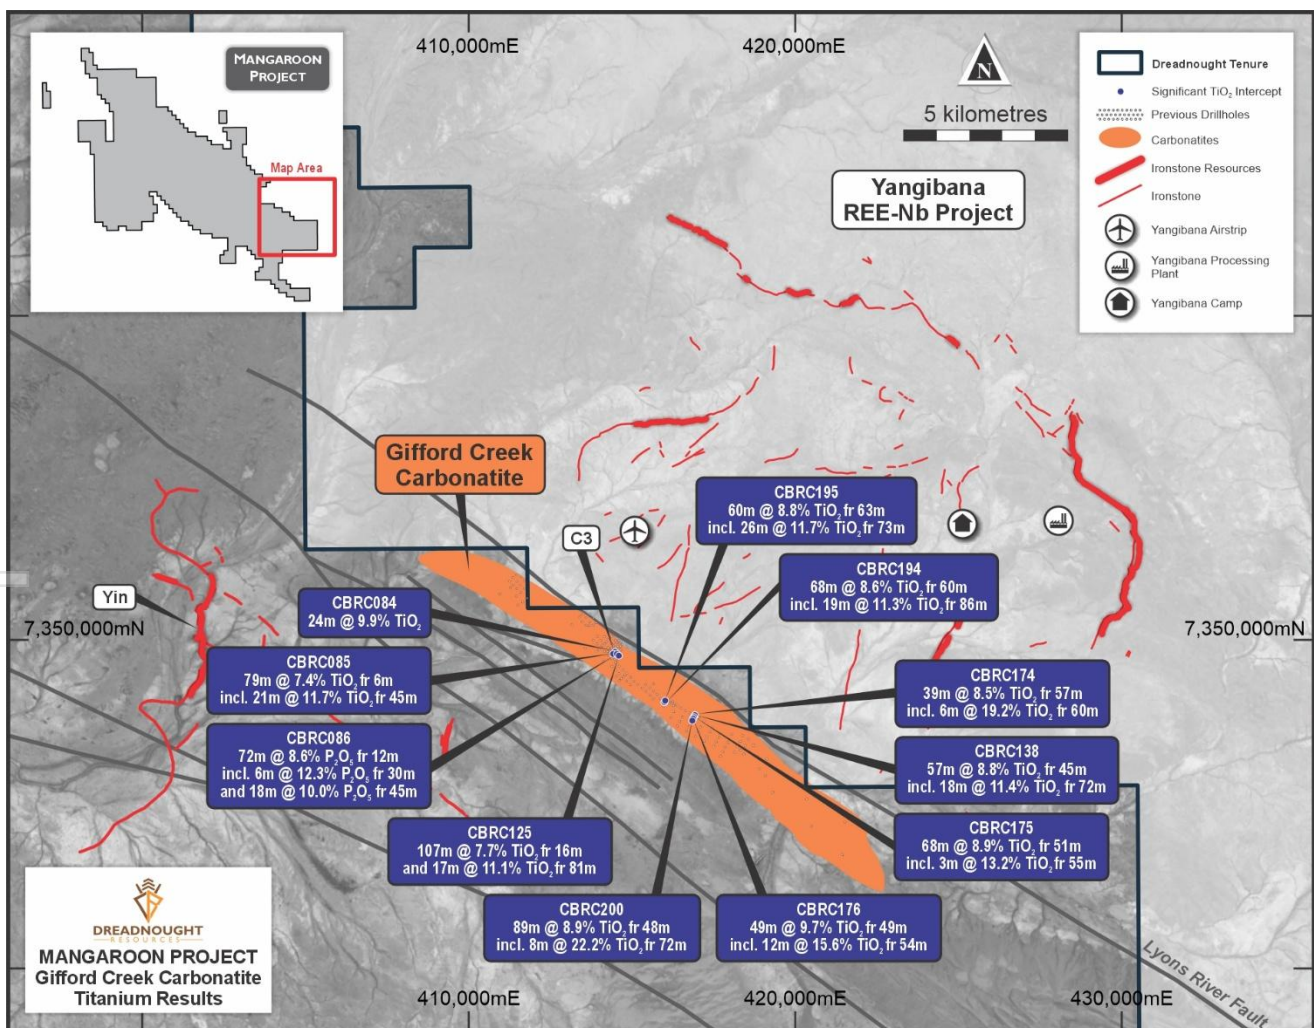 410,000mE
420,000mE
MANGAROON
PROJECT
Map Area
N
5 kilometres
Dreadnought Tenure
Significant TiO₂ Intercept
Previous Drillholes
Carbonatites
Ironstone Resources
Ironstone
Yangibana Airstrip
Yangibana Processing
Plant
Yangibana Camp
Yangibana
REE-Nb Project
Gifford Creek
Carbonatite
C3
Yin
7,350,000mN
7,350,000mN
CBRC195
60m @ 8.8% TiO₂ fr 63m
incl. 26m @ 11.7% TiO₂ fr 73m
CBRC194
68m @ 8.6% TiO₂ fr 60m
incl. 19m @ 11.3% TiO₂ fr 86m
CBRC084
24m @ 9.9% TiO₂
CBRC085
79m @ 7.4% TiO₂ fr 6m
incl. 21m @ 11.7% TiO₂ fr 45m
CBRC086
72m @ 8.6% P₂O₅ fr 12m
incl. 6m @ 12.3% P₂O₅ fr 30m
and 18m @ 10.0% P₂O₅ fr 45m
CBRC125
107m @ 7.7% TiO₂ fr 16m
and 17m @ 11.1% TiO₂ fr 81m
CBRC174
39m @ 8.5% TiO₂ fr 57m
incl. 6m @ 19.2% TiO₂ fr 60m
CBRC138
57m @ 8.8% TiO₂ fr 45m
incl. 18m @ 11.4% TiO₂ fr 72m
CBRC175
68m @ 8.9% TiO₂ fr 51m
incl. 3m @ 13.2% TiO₂ fr 55m
CBRC200
89m @ 8.9% TiO₂ fr 48m
incl. 8m @ 22.2% TiO₂ fr 72m
CBRC176
49m @ 9.7% TiO₂ fr 49m
incl. 12m @ 15.6% TiO₂ fr 54m
Lyons River Fault
DREADNOUGHT
RESOURCES
MANGAROON PROJECT
Gifford Creek Carbonatite
Titanium Results
410,000mE
420,000mE
430,000mE